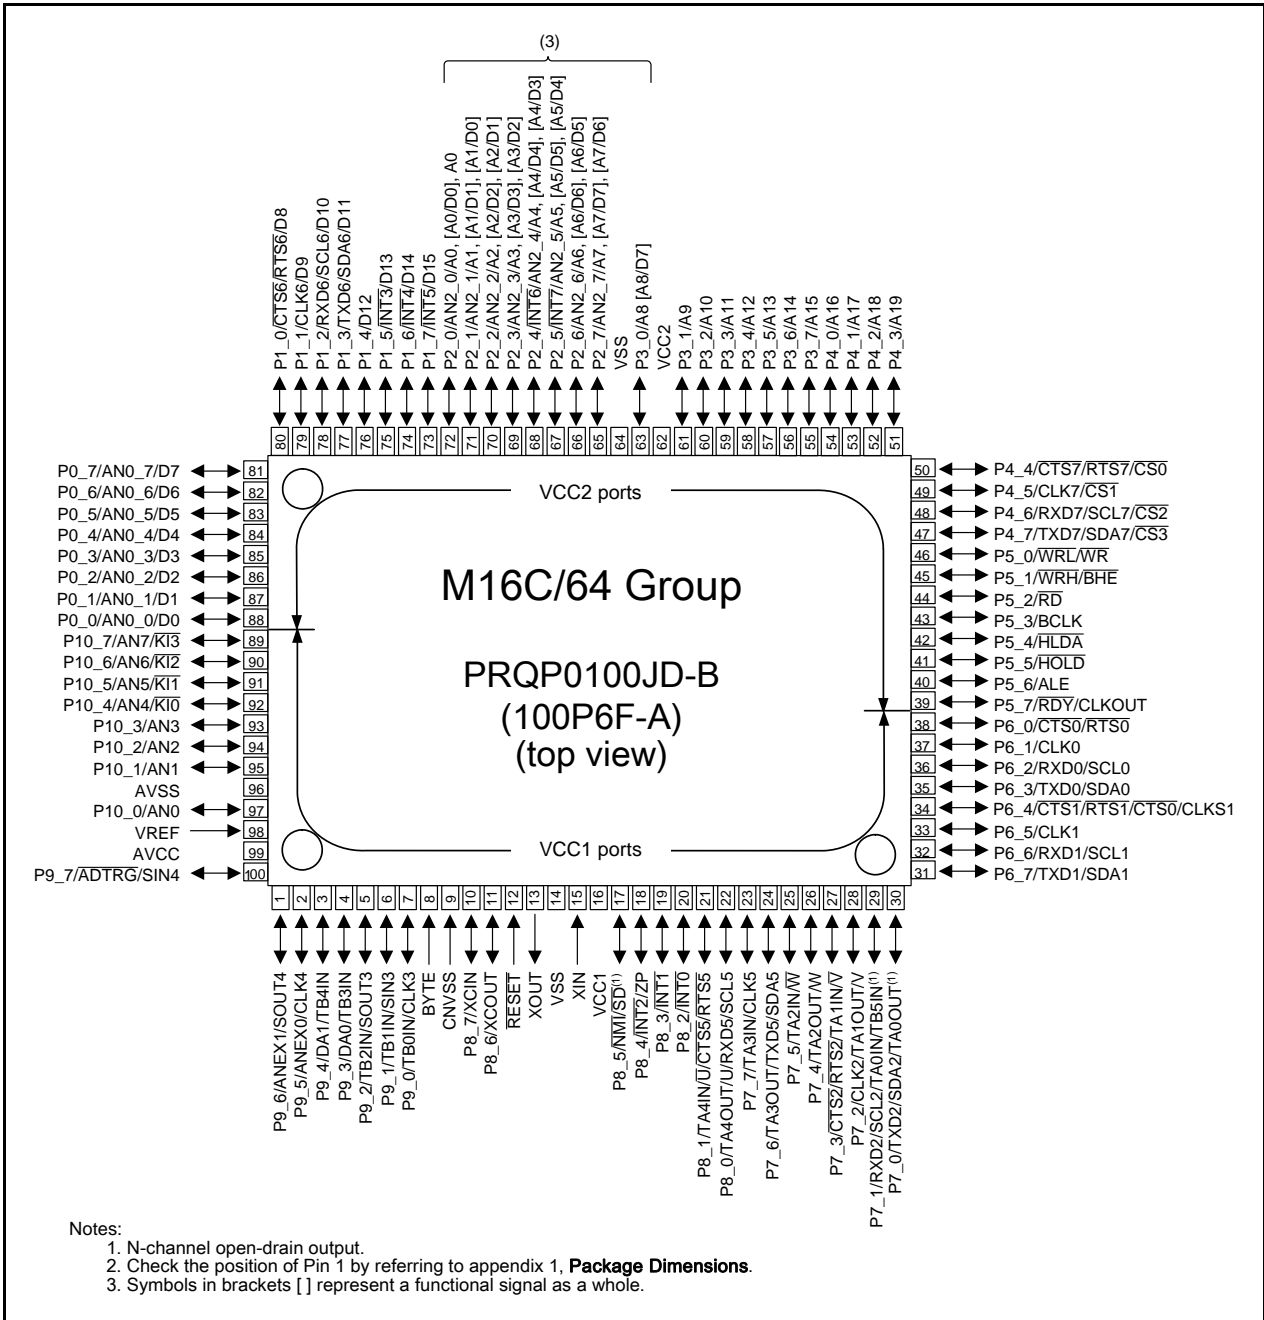 (3)
P1_0/CTS6/RTS6/D8
P1_1/CLK6/D9
P1_2/RXD6/SCL6/D10
P1_3/TXD6/SDA6/D11
P1_4/D12
P1_5/INT3/D13
P1_6/INT4/D14
P1_7/INT5/D15
P2_0/AN2_0/A0, [A0/D0], A0
P2_1/AN2_1/A1, [A1/D1], [A1/D0]
P2_2/AN2_2/A2, [A2/D2], [A2/D1]
P2_3/AN2_3/A3, [A3/D3], [A3/D2]
P2_4/INT6/AN2_4/A4, [A4/D4], [A4/D3]
P2_5/INT7/AN2_5/A5, [A5/D5], [A5/D4]
P2_6/AN2_6/A6, [A6/D6], [A6/D5]
P2_7/AN2_7/A7, [A7/D7], [A7/D6]
VSS
P3_0/A8 [A8/D7]
VCC2
P3_1/A9
P3_2/A10
P3_3/A11
P3_4/A12
P3_5/A13
P3_6/A14
P3_7/A15
P4_0/A16
P4_1/A17
P4_2/A18
P4_3/A19
80 79 78 77 76 75 74 73 72 71 70 69 68 67 66 65 64 63 62 61 60 59 58 57 56 55 54 53 52 51
P0_7/AN0_7/D7 81
P0_6/AN0_6/D6 82
P0_5/AN0_5/D5 83
P0_4/AN0_4/D4 84
P0_3/AN0_3/D3 85
P0_2/AN0_2/D2 86
P0_1/AN0_1/D1 87
P0_0/AN0_0/D0 88
P10_7/AN7/KI3 89
P10_6/AN6/KI2 90
P10_5/AN5/KI1 91
P10_4/AN4/KI0 92
P10_3/AN3 93
P10_2/AN2 94
P10_1/AN1 95
AVSS 96
P10_0/AN0 97
VREF 98
AVCC 99
P9_7/ADTRG/SIN4 100
VCC2 ports
M16C/64 Group
PRQP0100JD-B
(100P6F-A)
(top view)
VCC1 ports
50 P4_4/CTS7/RTS7/CS0
49 P4_5/CLK7/CS1
48 P4_6/RXD7/SCL7/CS2
47 P4_7/TXD7/SDA7/CS3
46 P5_0/WRL/WR
45 P5_1/WRH/BHE
44 P5_2/RD
43 P5_3/BCLK
42 P5_4/HLDA
41 P5_5/HOLD
40 P5_6/ALE
39 P5_7/RDY/CLKOUT
38 P6_0/CTS0/RTS0
37 P6_1/CLK0
36 P6_2/RXD0/SCL0
35 P6_3/TXD0/SDA0
34 P6_4/CTS1/RTS1/CTS0/CLKS1
33 P6_5/CLK1
32 P6_6/RXD1/SCL1
31 P6_7/TXD1/SDA1
1 2 3 4 5 6 7 8 9 10 11 12 13 14 15 16 17 18 19 20 21 22 23 24 25 26 27 28 29 30
P9_6/ANEX1/SOUT4
P9_5/ANEX0/CLK4
P9_4/DA1/TB4IN
P9_3/DA0/TB3IN
P9_2/TB2IN/SOUT3
P9_1/TB1IN/SIN3
P9_0/TB0IN/CLK3
BYTE
CNVSS
P8_7/XCIN
P8_6/XCOUT
RESET
XOUT
VSS
XIN
VCC1
P8_5/NMI/SD(1)
P8_4/INT2/ZP
P8_3/INT1
P8_2/INT0
P8_1/TA4IN/U/CTS5/RTS5
P8_0/TA4OUT/U/RXD5/SCL5
P7_7/TA3IN/CLK5
P7_6/TA3OUT/TXD5/SDA5
P7_5/TA2IN/W
P7_4/TA2OUT/W
P7_3/CTS2/RTS2/TA1IN/V
P7_2/CLK2/TA1OUT/V
P7_1/RXD2/SCL2/TA0IN/TB5IN(1)
P7_0/TXD2/SDA2/TA0OUT(1)
Notes:
1. N-channel open-drain output.
2. Check the position of Pin 1 by referring to appendix 1, Package Dimensions.
3. Symbols in brackets [ ] represent a functional signal as a whole.